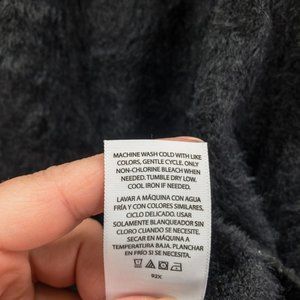 MACHINE WASH COLD WITH LIKE
COLORS, GENTLE CYCLE. ONLY
NON-CHLORINE BLEACH WHEN
NEEDED. TUMBLE DRY LOW.
COOL IRON IF NEEDED.
LAVAR A MÁQUINA CON AGUA
FRÍA Y CON COLORES SIMILARES,
CICLO DELICADO. USAR
SOLAMENTE BLANQUEADOR SIN
CLORO CUANDO SE NECESITE.
SECAR EN MÁQUINA A
TEMPERATURA BAJA. PLANCHAR
EN FRÍO SI SE NECESITE.
92X